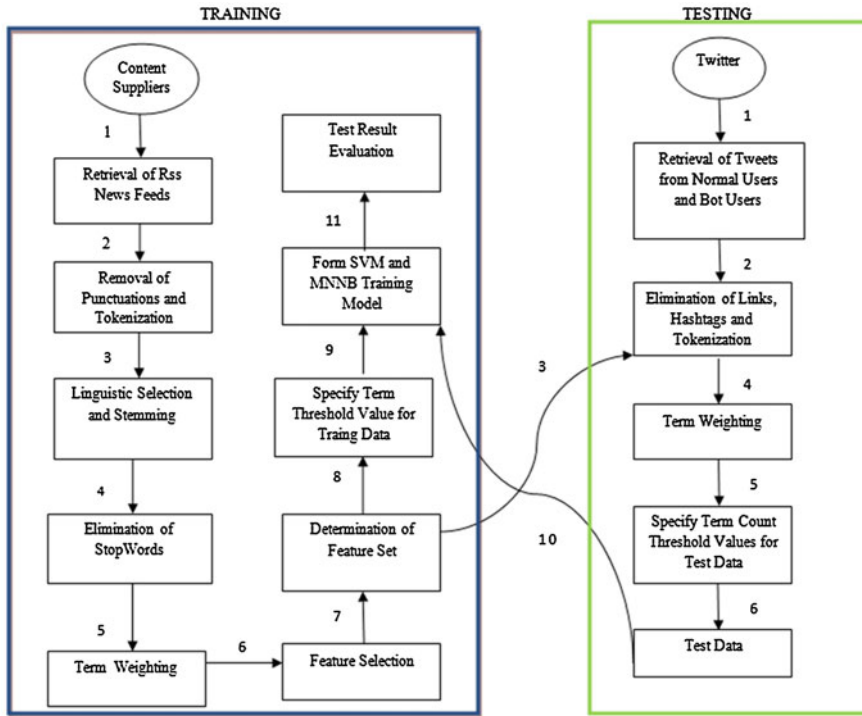 TRAINING
Content
Suppliers
1
Retrieval of Rss
News Feeds
2
Removal of
Punctuations and
Tokenization
3
Linguistic Selection
and Stemming
4
Elimination of
StopWords
5
Term Weighting
6
Feature Selection
7
Determination of
Feature Set
8
Specify Term
Threshold Value for
Traing Data
9
Form SVM and
MNNB Training
Model
11
Test Result
Evaluation
3
10
TESTING
Twitter
1
Retrieval of Tweets
from Normal Users
and Bot Users
2
Elimination of Links,
Hashtags and
Tokenization
4
Term Weighting
5
Specify Term Count
Threshold Values for
Test Data
6
Test Data